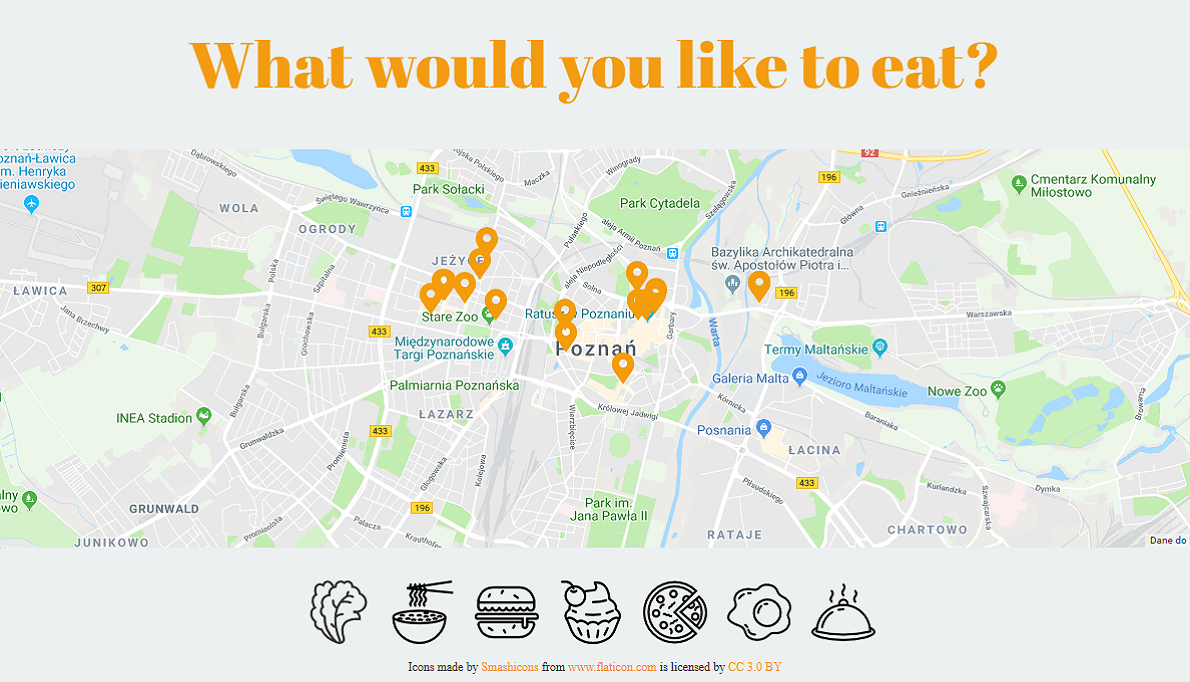 What would you like to eat?
Poznań-Ławica
im. Henryka
Wieniawskiego
Dąbrowskiego
Wojska Polskiego
433
Park Sołacki
Maczka
Winogrady
92
196
Cmentarz Komunalny
Miłostowo
Gnieźnieńska
WOLA
Świętego Wawrzyńca
Park Cytadela
Szelągowska
Główna
OGRODY
Pułaskiego
aleja Armii Poznań
JEŻYCE
aleja Niepodległości
Bazylika Archikatedralna
św. Apostołów Piotra i...
Polska
Szpitalna
ŁAWICA
307
Solna
196
Jana Brzechwy
Bułgarska
Grochowska
Stare Zoo
Ratusz w Poznaniu
Garbary
Warta
Warszawska
433
Międzynarodowe
Targi Poznańskie
Poznań
Termy Maltańskie
Palmiarnia Poznańska
Galeria Malta
Jezioro Maltańskie
Nowe Zoo
Bułgarska
INEA Stadion
ŁAZARZ
Wierzbięcice
Królowej Jadwigi
Kórnicka
Baraniaka
Browarna
Grunwaldzka
Promienista
433
Posnania
ŁACINA
Głogowska
Kolejowa
Piłsudskiego
433
Kurlandzka
Szwajcarska
Dymka
GRUNWALD
196
Park im.
Jana Pawła II
Promienista
Palacza
Krauthofera
JUNIKOWO
RATAJE
CHARTOWO
Dane do
Icons made by Smashicons from www.flaticon.com is licensed by CC 3.0 BY